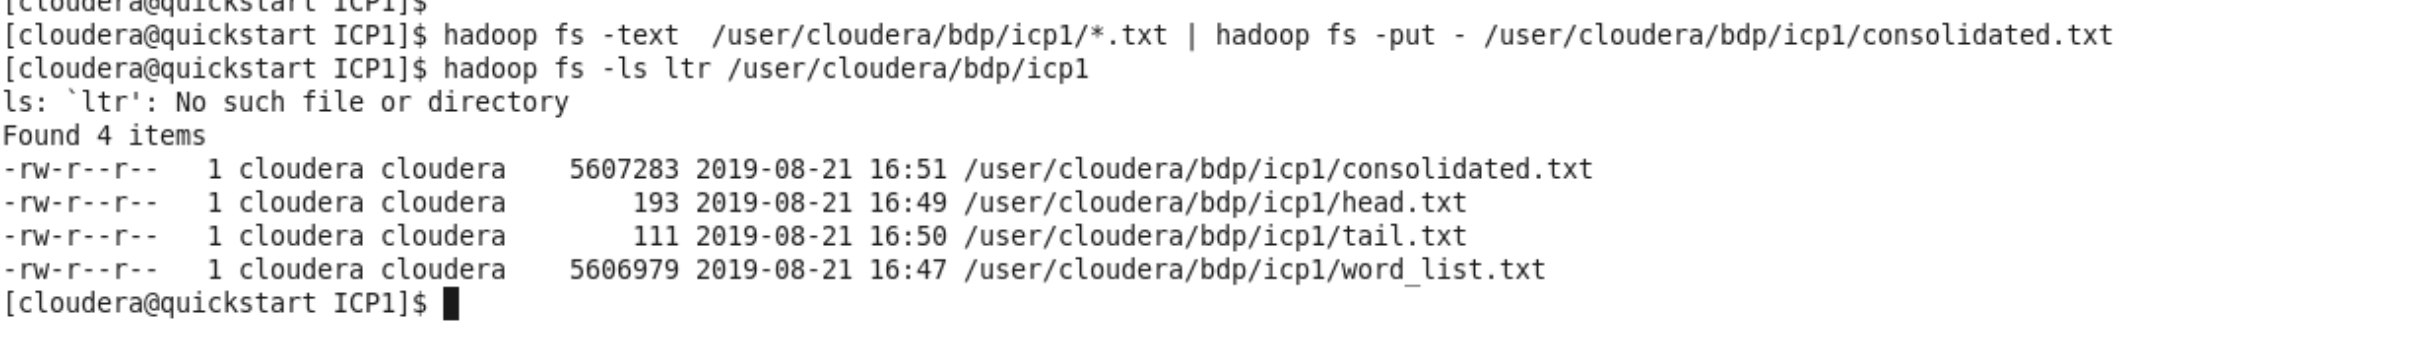 [cloudera@quickstart ICP1]$
[cloudera@quickstart ICP1]$ hadoop fs -text  /user/cloudera/bdp/icp1/*.txt | hadoop fs -put - /user/cloudera/bdp/icp1/consolidated.txt
[cloudera@quickstart ICP1]$ hadoop fs -ls ltr /user/cloudera/bdp/icp1
ls: `ltr': No such file or directory
Found 4 items
-rw-r--r--   1 cloudera cloudera    5607283 2019-08-21 16:51 /user/cloudera/bdp/icp1/consolidated.txt
-rw-r--r--   1 cloudera cloudera        193 2019-08-21 16:49 /user/cloudera/bdp/icp1/head.txt
-rw-r--r--   1 cloudera cloudera        111 2019-08-21 16:50 /user/cloudera/bdp/icp1/tail.txt
-rw-r--r--   1 cloudera cloudera    5606979 2019-08-21 16:47 /user/cloudera/bdp/icp1/word_list.txt
[cloudera@quickstart ICP1]$